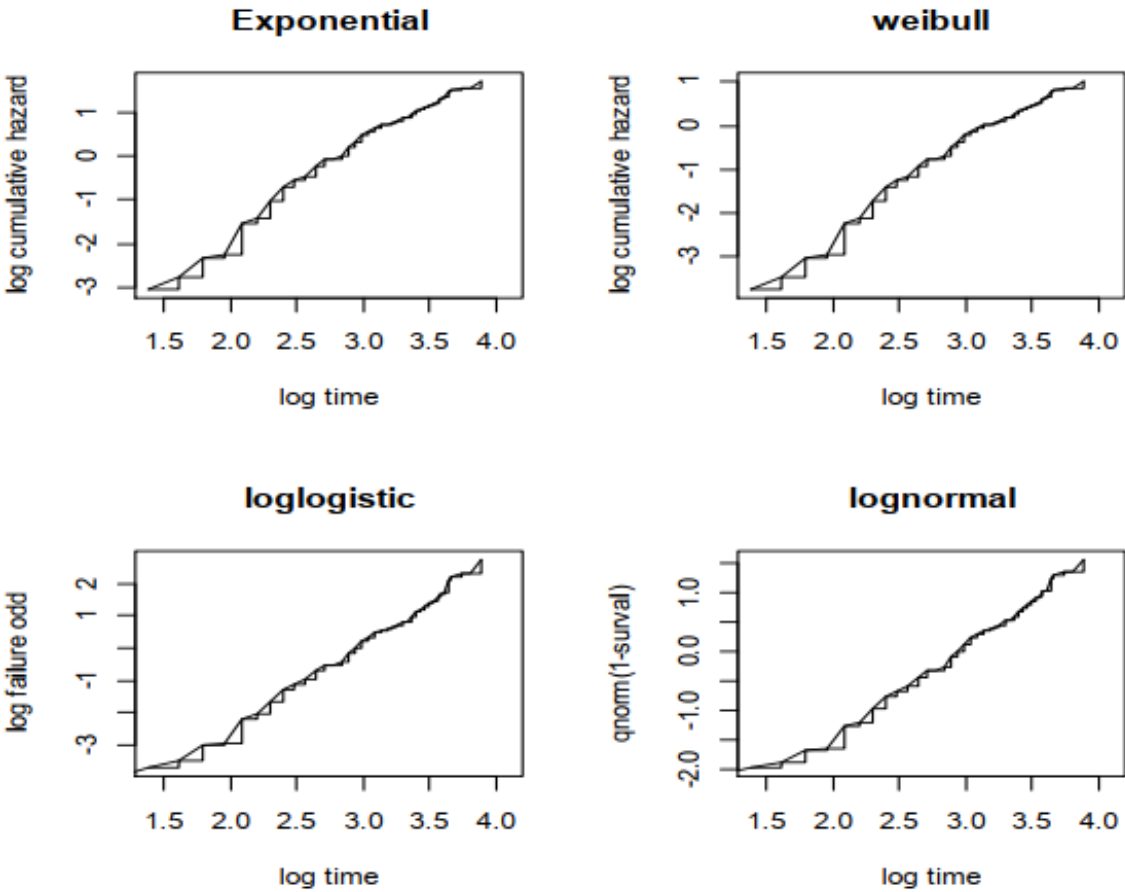 Exponential
log cumulative hazard
1
0
-1
-2
-3
1.5 2.0 2.5 3.0 3.5 4.0
log time
weibull
log cumulative hazard
1
0
-1
-2
-3
1.5 2.0 2.5 3.0 3.5 4.0
log time
loglogistic
log failure odd
2
1
-1
-3
1.5 2.0 2.5 3.0 3.5 4.0
log time
lognormal
qnorm(1-surval)
1.0
0.0
-1.0
-2.0
1.5 2.0 2.5 3.0 3.5 4.0
log time